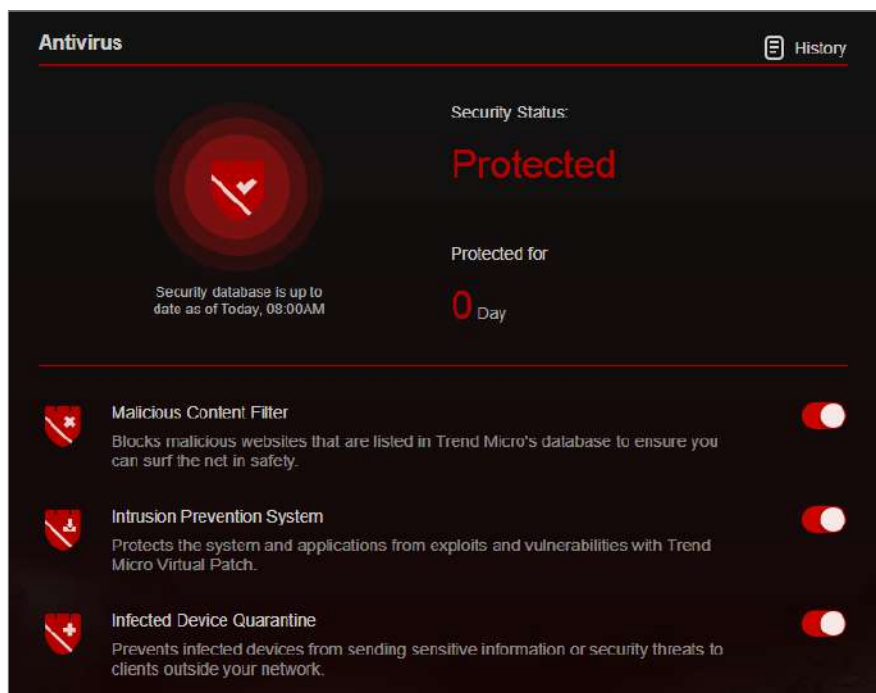 Antivirus
History
Security Status:
Protected
Security database is up to
date as of Today, 08:00AM
Protected for
0 Day
Malicious Content Filter
Blocks malicious websites that are listed in Trend Micro's database to ensure you
can surf the net in safety.
Intrusion Prevention System
Protects the system and applications from exploits and vulnerabilities with Trend
Micro Virtual Patch.
Infected Device Quarantine
Prevents infected devices from sending sensitive information or security threats to
clients outside your network.